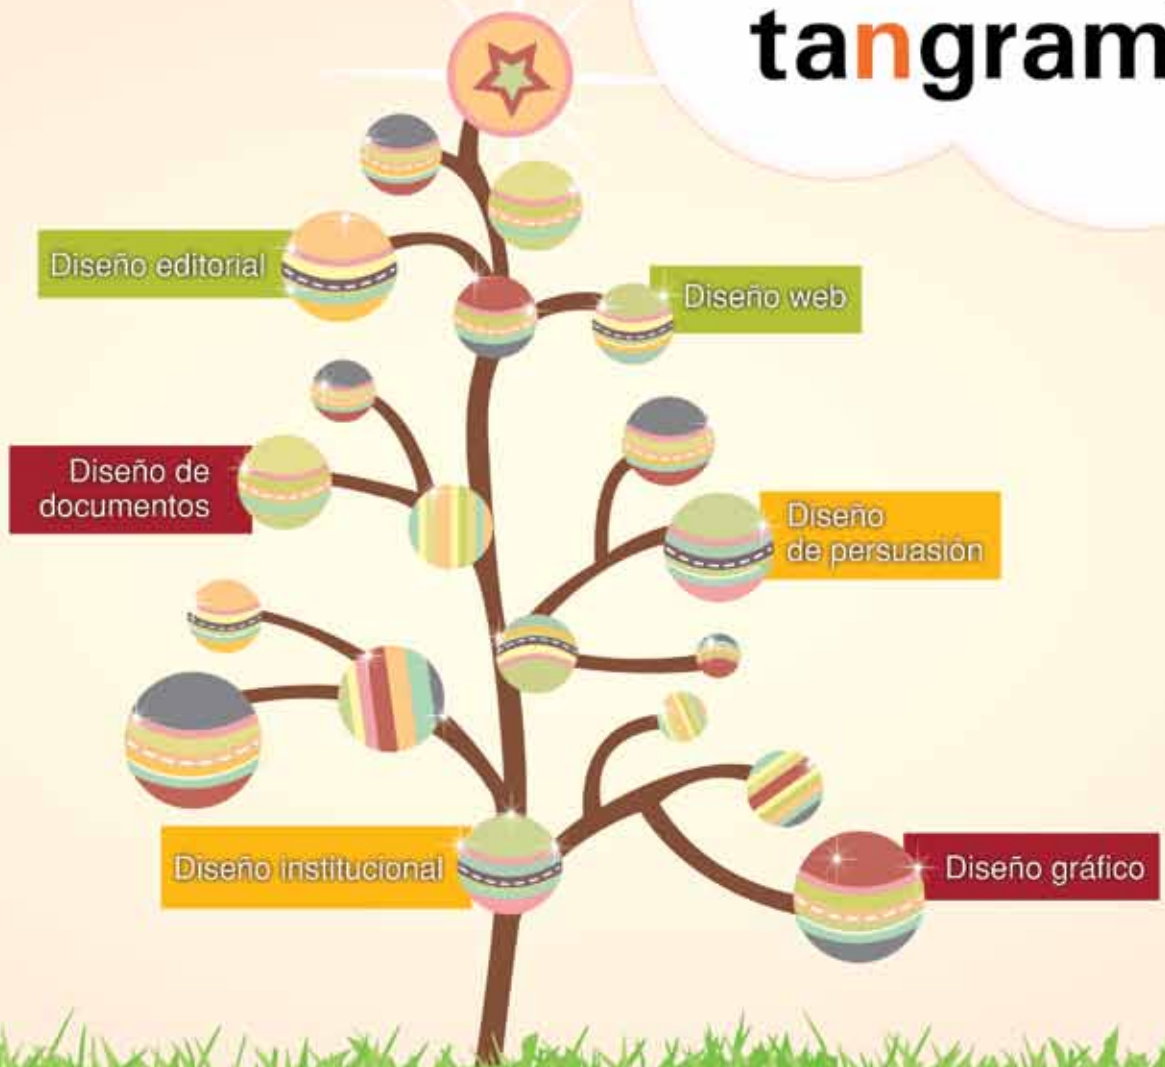 tangram
Diseño editorial
Diseño web
Diseño de
documentos
Diseño
de persuasión
Diseño institucional
Diseño gráfico